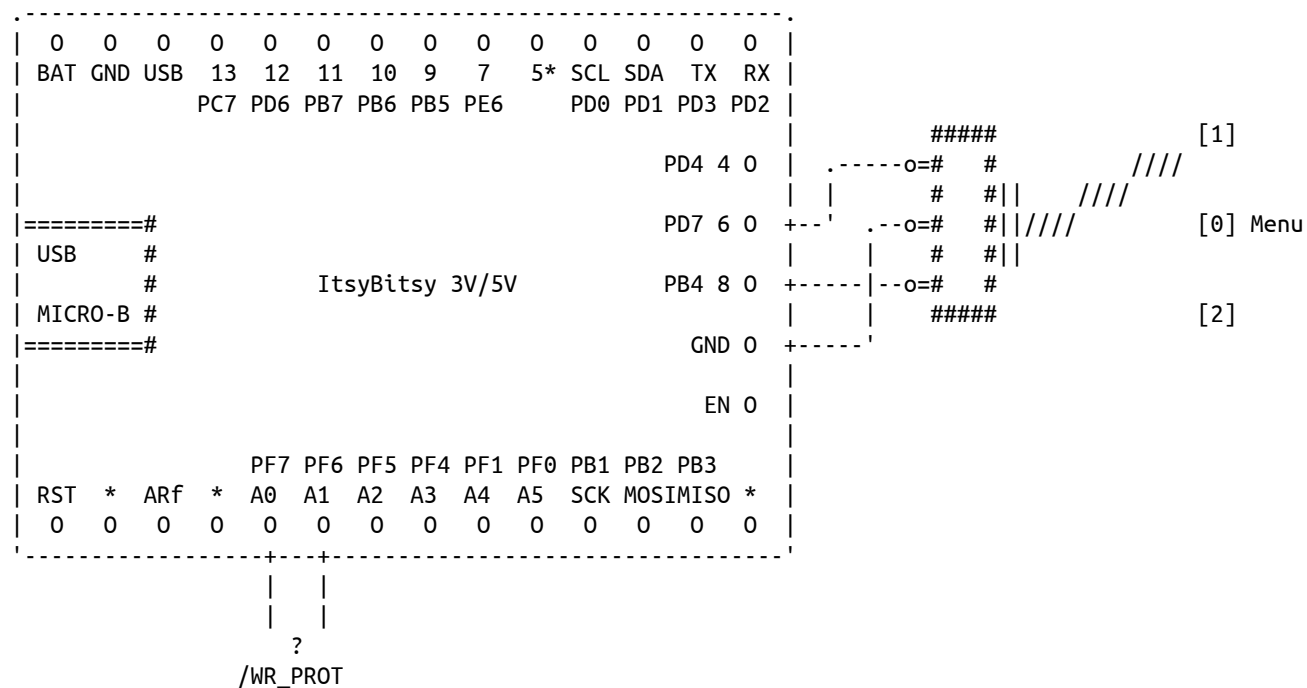 O O O O O O O O O O O O O O
BAT GND USB 13 12 11 10 9 7 5* SCL SDA TX RX
PC7 PD6 PB7 PB6 PB5 PE6 PD0 PD1 PD3 PD2
##### [1]
PD4 4 O .-----o=# # ////
# #|| ////
=========# PD7 6 O +--' .--o=# #||//// [0] Menu
USB # # #||
# ItsyBitsy 3V/5V PB4 8 O +-----|--o=# #
MICRO-B # ##### [2]
=========# GND O +-----'
EN O
PF7 PF6 PF5 PF4 PF1 PF0 PB1 PB2 PB3
RST * ARf * A0 A1 A2 A3 A4 A5 SCK MOSIMISO *
O O O O O O O O O O O O O O
?
/WR_PROT